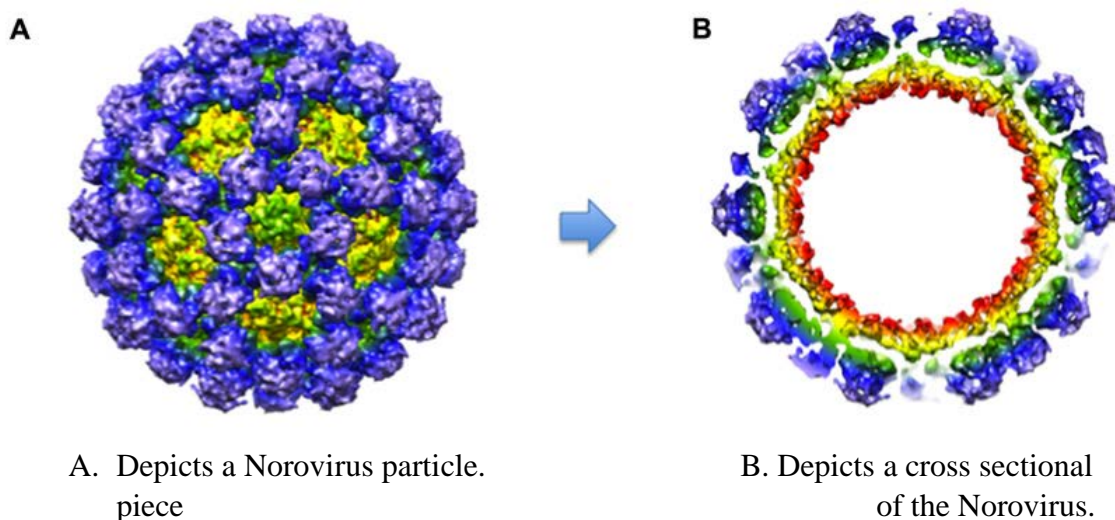 A
B
A. Depicts a Norovirus particle.
piece
B. Depicts a cross sectional
of the Norovirus.